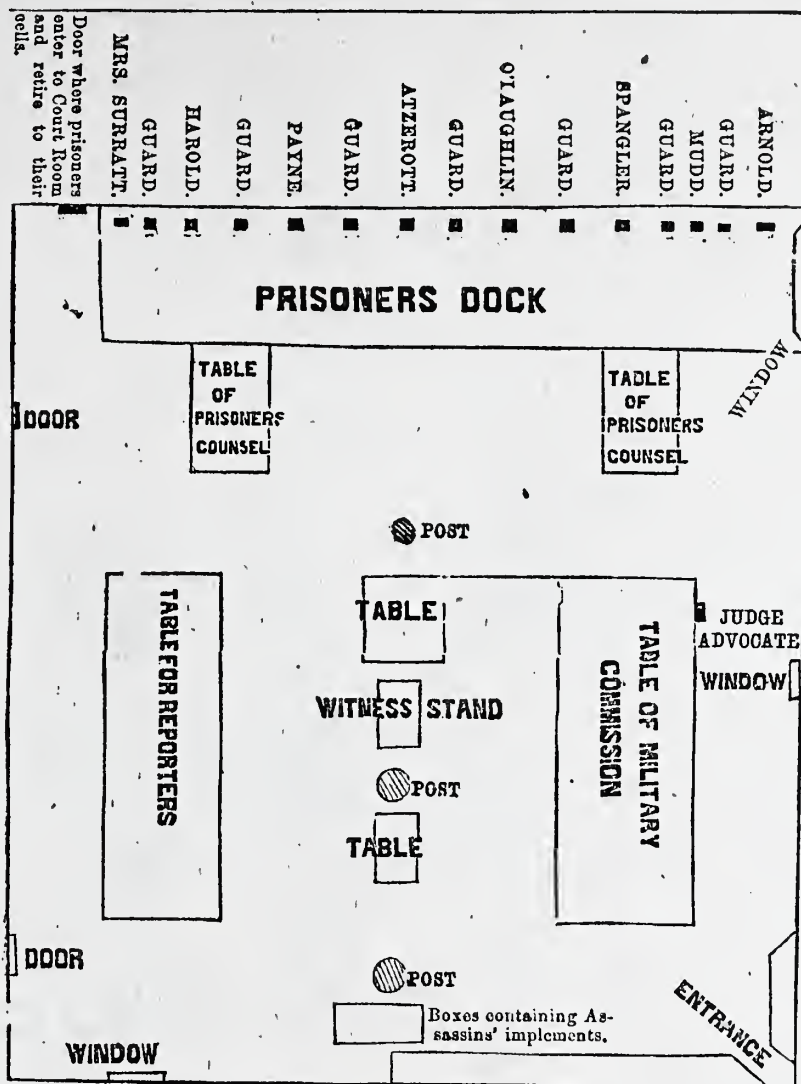 Door where prisoners
enter to Court Room
and retire to their
cells.
MRS. SURRATT.
GUARD.
HAROLD.
GUARD.
PAYNE.
GUARD.
ATZEROTT.
GUARD.
O'LAUGHLIN.
GUARD.
SPANGLER.
GUARD.
MUDD.
GUARD.
ARNOLD.
PRISONERS DOCK
WINDOW
TABLE
OF
PRISONERS
COUNSEL
TABLE
OF
PRISONERS
COUNSEL
DOOR
POST
TABLE FOR REPORTERS
TABLE
TABLE OF MILITARY
COMMISSION
JUDGE
ADVOCATE
WINDOW
WITNESS STAND
POST
TABLE
DOOR
POST
Boxes containing As-
sassins' implements.
ENTRANCE
WINDOW